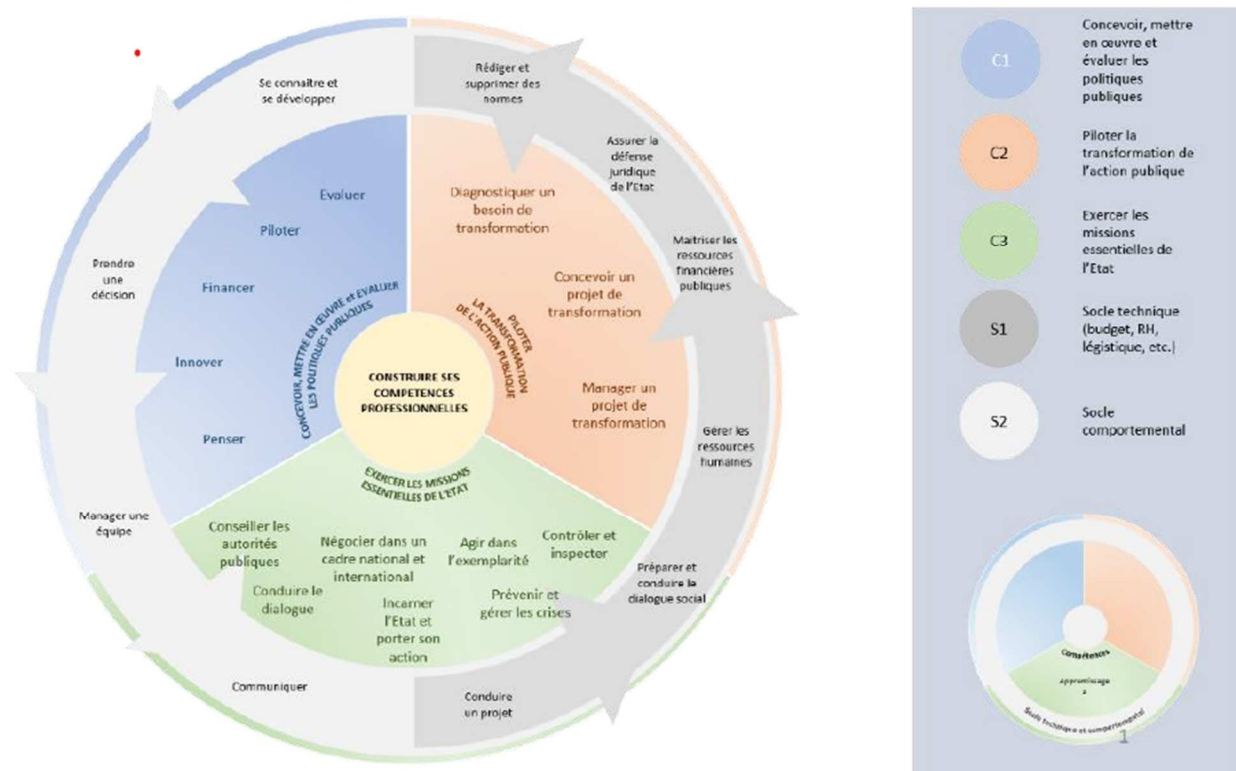 Se connaître et
se développer
Rédiger et
supprimer des
normes
Assurer la
défense
juridique
de l'Etat
Maitriser les
ressources
financières
publiques
Gérer les
ressources
humaines
Préparer et
conduire le
dialogue social
Conduire
un projet
Communiquer
Manager une
équipe
Prendre
une
décision
Evaluer
Piloter
Financer
Innover
Penser
CONCEVOIR, METTRE EN ŒUVRE et EVALUER
LES POLITIQUES PUBLIQUES
Diagnostiquer un
besoin de
transformation
Concevoir un
projet de
transformation
Manager un
projet de
transformation
PILOTER
LA TRANSFORMATION
DE L'ACTION PUBLIQUE
CONSTRUIRE SES
COMPETENCES
PROFESSIONNELLES
EXERCER LES MISSIONS
ESSENTIELLES DE L'ETAT
Conseiller les
autorités
publiques
Négocier dans un
cadre national et
international
Agir dans
l'exemplarité
Contrôler et
inspecter
Conduire le
dialogue
Incarner
l'Etat et
porter son
action
Prévenir et
gérer les crises
C1
Concevoir, mettre
en œuvre et
évaluer les
politiques
publiques
C2
Piloter la
transformation de
l'action publique
C3
Exercer les
missions
essentielles de
l'Etat
S1
Socle technique
(budget, RH,
légistique, etc.)
S2
Socle
comportemental
Compétences
apprentissage
s
Socle technique et comportemental
1